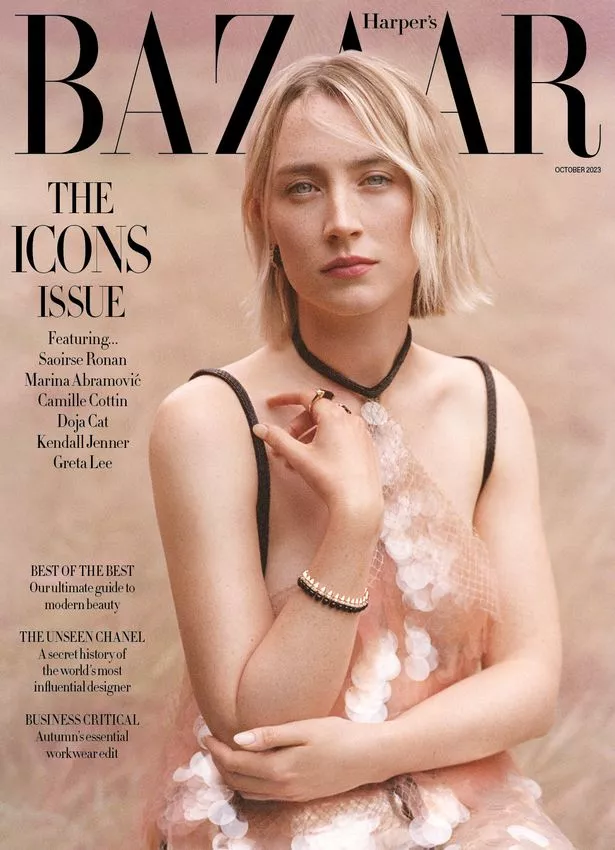 Harper's
BAZAAR
OCTOBER 2023
THE
ICONS
ISSUE
Featuring...
Saoirse Ronan
Marina Abramović
Camille Cottin
Doja Cat
Kendall Jenner
Greta Lee
BEST OF THE BEST
Our ultimate guide to
modern beauty
THE UNSEEN CHANEL
A secret history of
the world's most
influential designer
BUSINESS CRITICAL
Autumn's essential
workwear edit